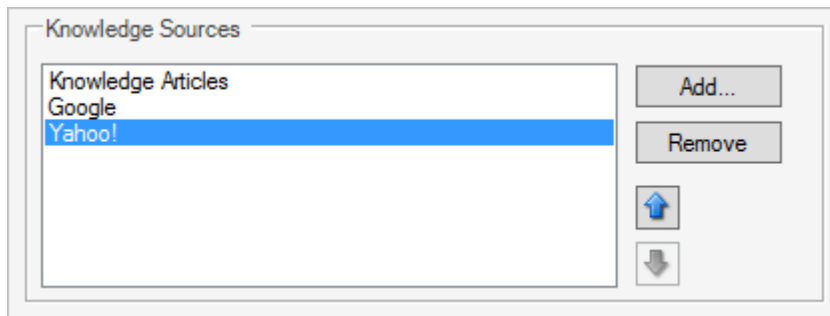 Knowledge Sources
Knowledge Articles
Google
Yahoo!
Add...
Remove